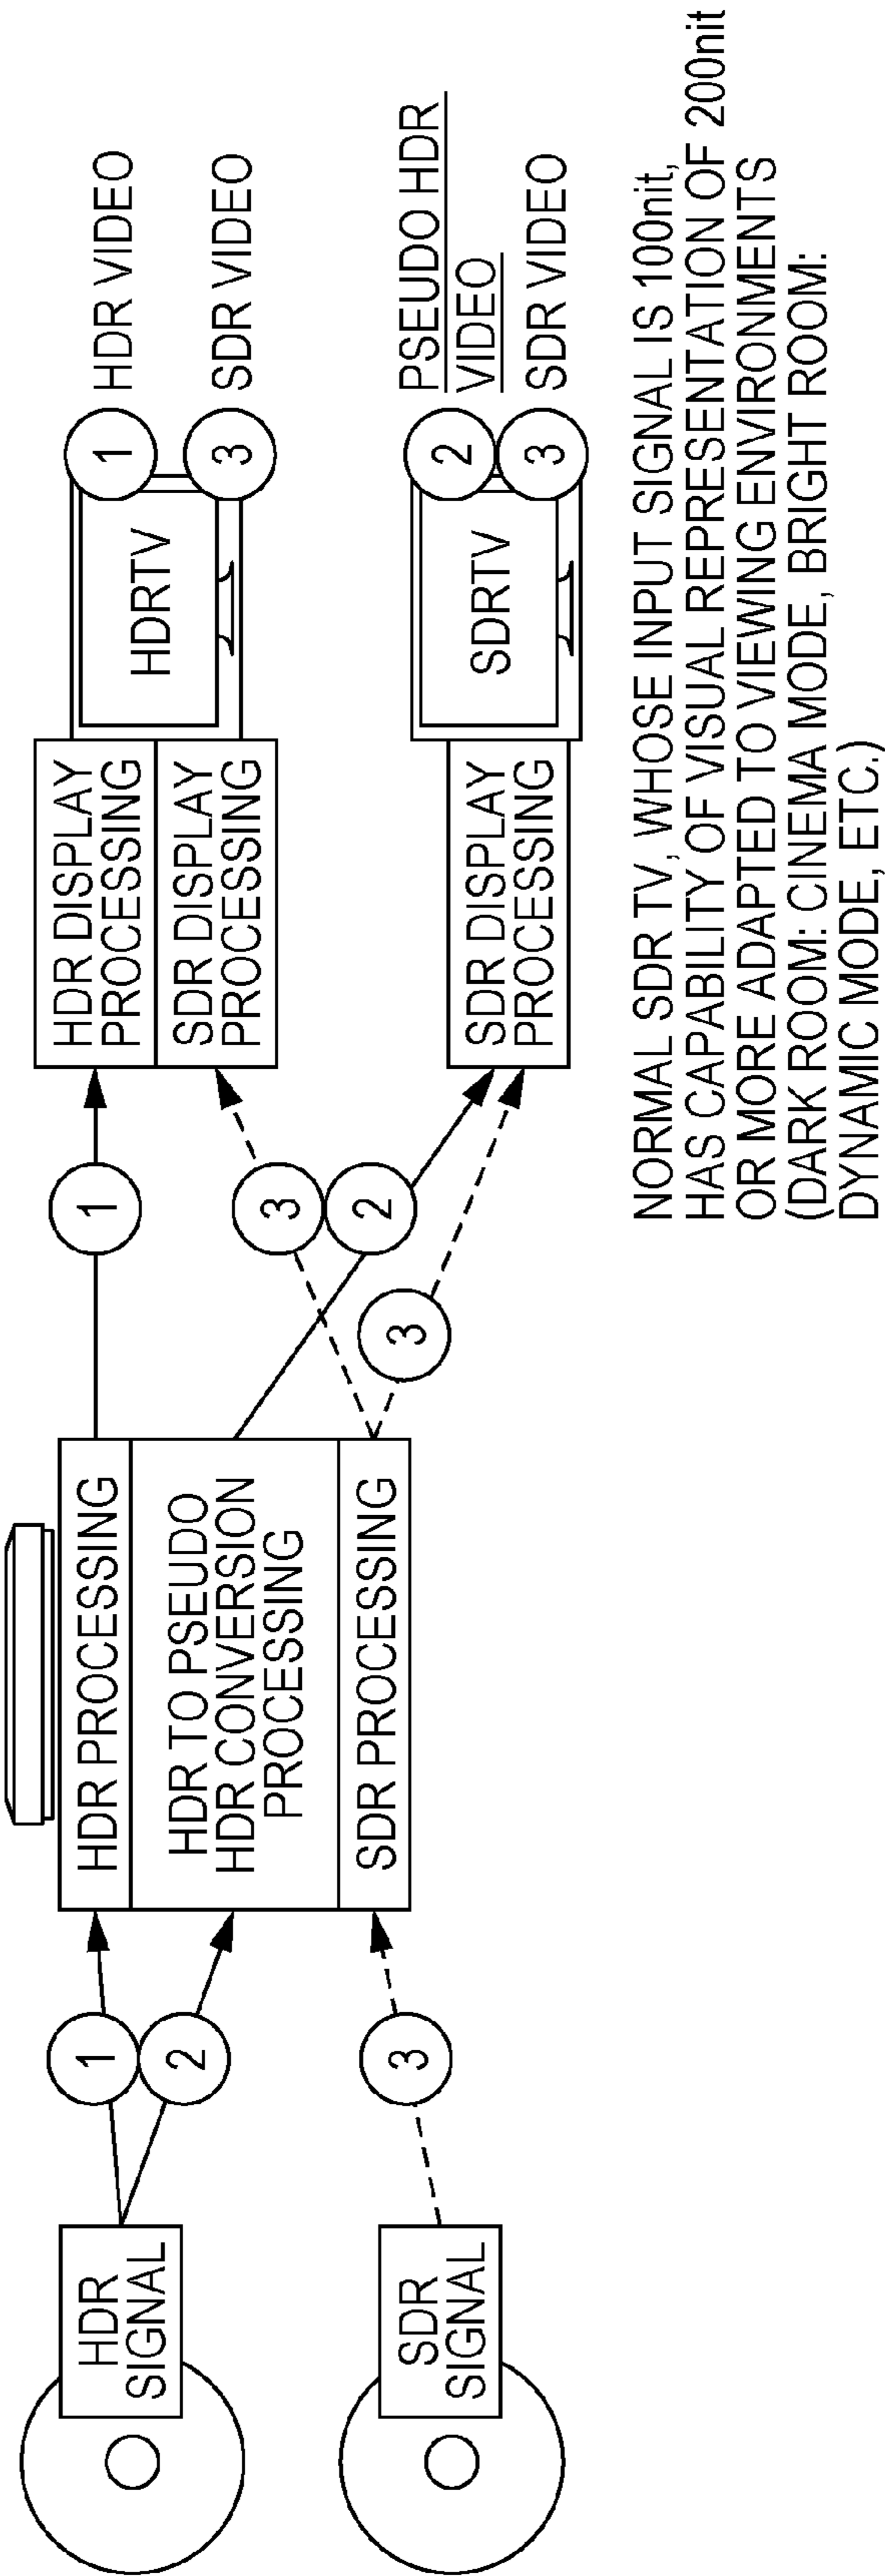 HDR
SIGNAL
SDR
SIGNAL
1
2
3
HDR PROCESSING
HDR TO PSEUDO
HDR CONVERSION
PROCESSING
SDR PROCESSING
1
3
2
3
HDR DISPLAY
PROCESSING
SDR DISPLAY
PROCESSING
HDRTV
1
HDR VIDEO
3
SDR VIDEO
SDR DISPLAY
PROCESSING
SDRTV
2
PSEUDO HDR
VIDEO
3
SDR VIDEO
NORMAL SDR TV, WHOSE INPUT SIGNAL IS 100nit,
HAS CAPABILITY OF VISUAL REPRESENTATION OF 200nit
OR MORE ADAPTED TO VIEWING ENVIRONMENTS
(DARK ROOM: CINEMA MODE, BRIGHT ROOM:
DYNAMIC MODE, ETC.)